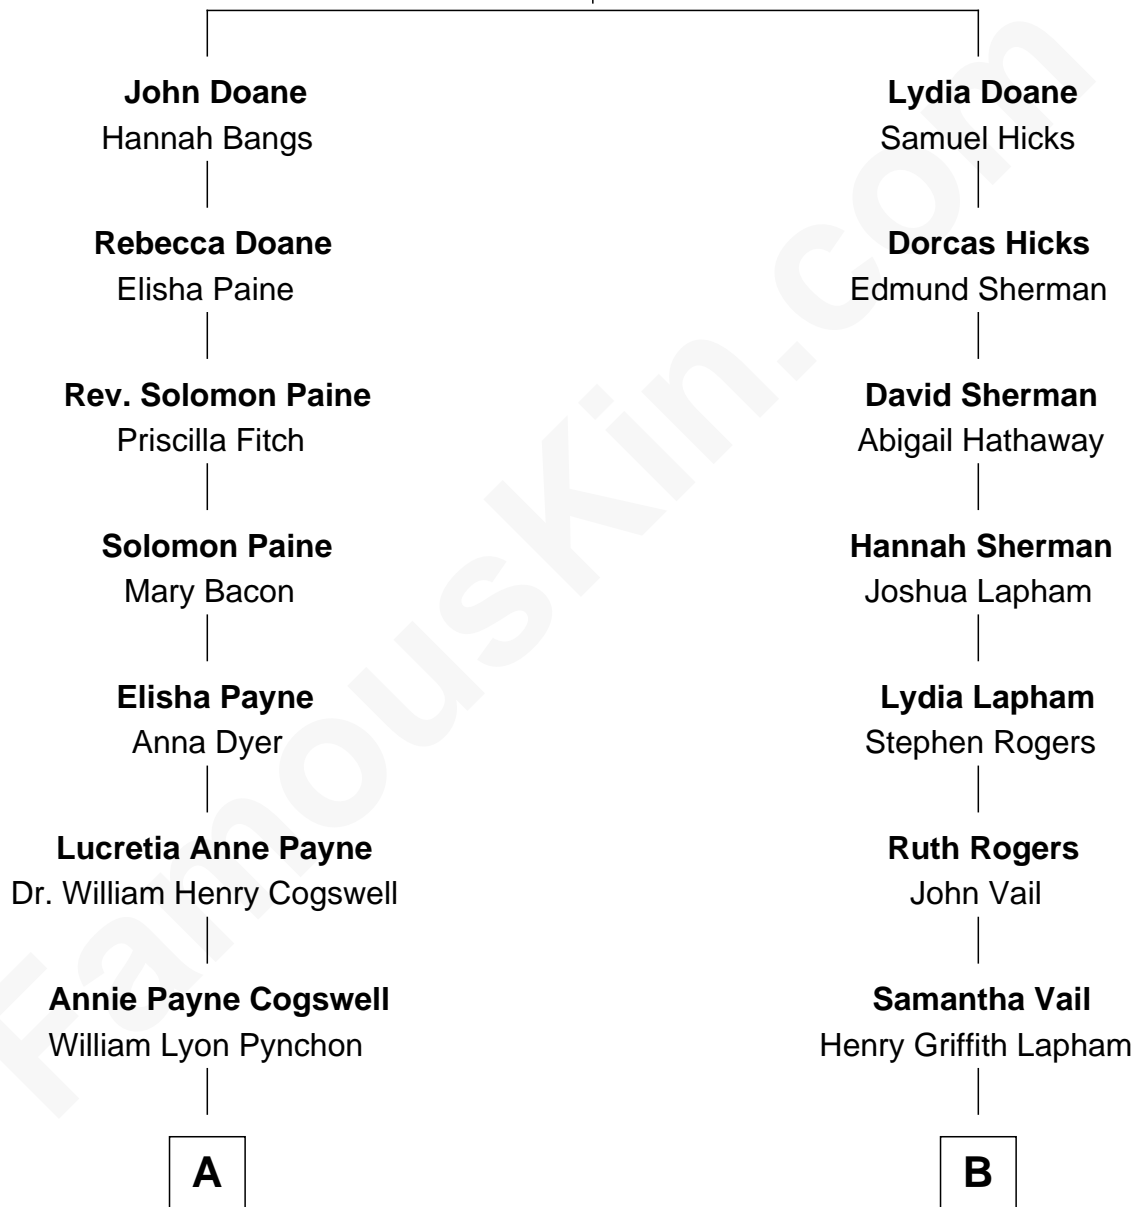 John Doane
Hannah Bangs
Rebecca Doane
Elisha Paine
Rev. Solomon Paine
Priscilla Fitch
Solomon Paine
Mary Bacon
Elisha Payne
Anna Dyer
Lucretia Anne Payne
Dr. William Henry Cogswell
Annie Payne Cogswell
William Lyon Pynchon
A
Lydia Doane
Samuel Hicks
Dorcas Hicks
Edmund Sherman
David Sherman
Abigail Hathaway
Hannah Sherman
Joshua Lapham
Lydia Lapham
Stephen Rogers
Ruth Rogers
John Vail
Samantha Vail
Henry Griffith Lapham
B
FamousKin.com